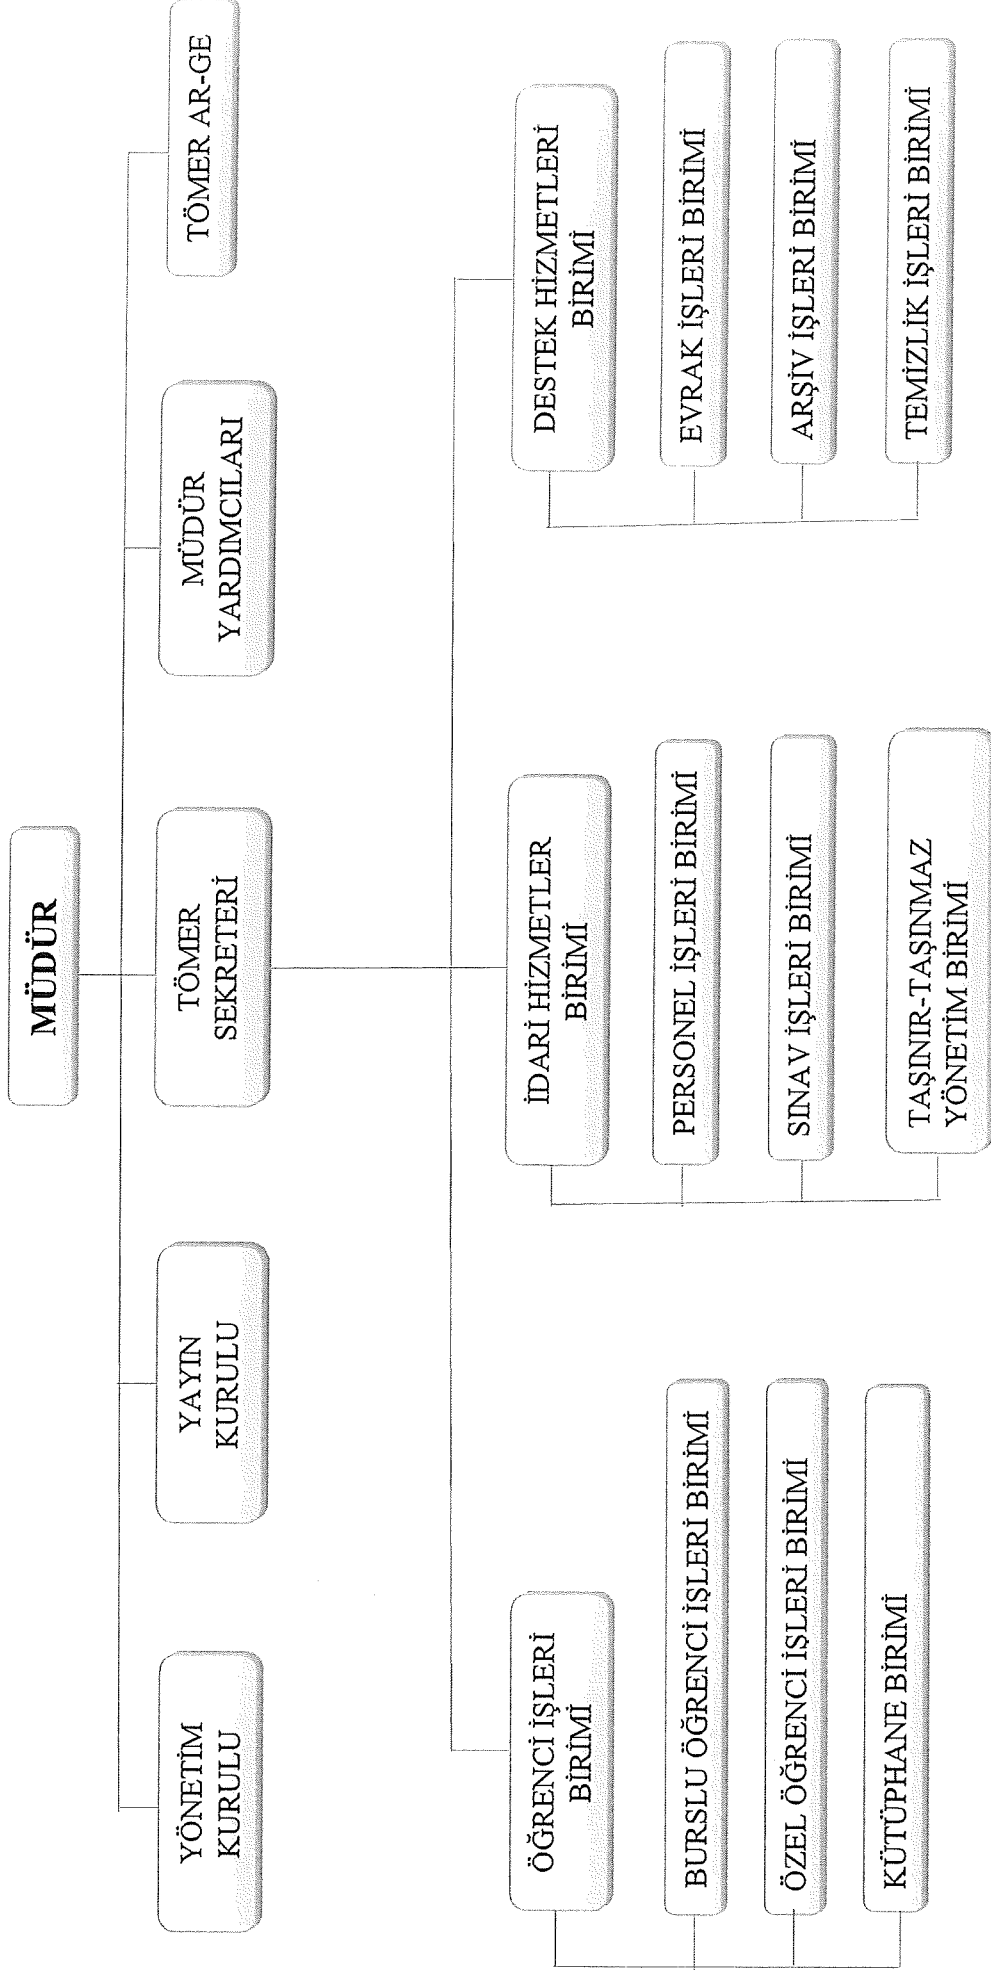 MÜDÜR
YÖNETİM
KURULU
YAYIN
KURULU
TÖMER
SEKRETERİ
MÜDÜR
YARDIMCILARI
TÖMER AR-GE
ÖĞRENCİ İŞLERİ
BİRİMİ
BURSLU ÖĞRENCİ İŞLERİ BİRİMİ
ÖZEL ÖĞRENCİ İŞLERİ BİRİMİ
KÜTÜPHANE BİRİMİ
İDARİ HİZMETLER
BİRİMİ
PERSONEL İŞLERİ BİRİMİ
SINAV İŞLERİ BİRİMİ
TAŞINIR-TAŞINMAZ
YÖNETİM BİRİMİ
DESTEK HİZMETLERİ
BİRİMİ
EVRAK İŞLERİ BİRİMİ
ARŞİV İŞLERİ BİRİMİ
TEMİZLİK İŞLERİ BİRİMİ